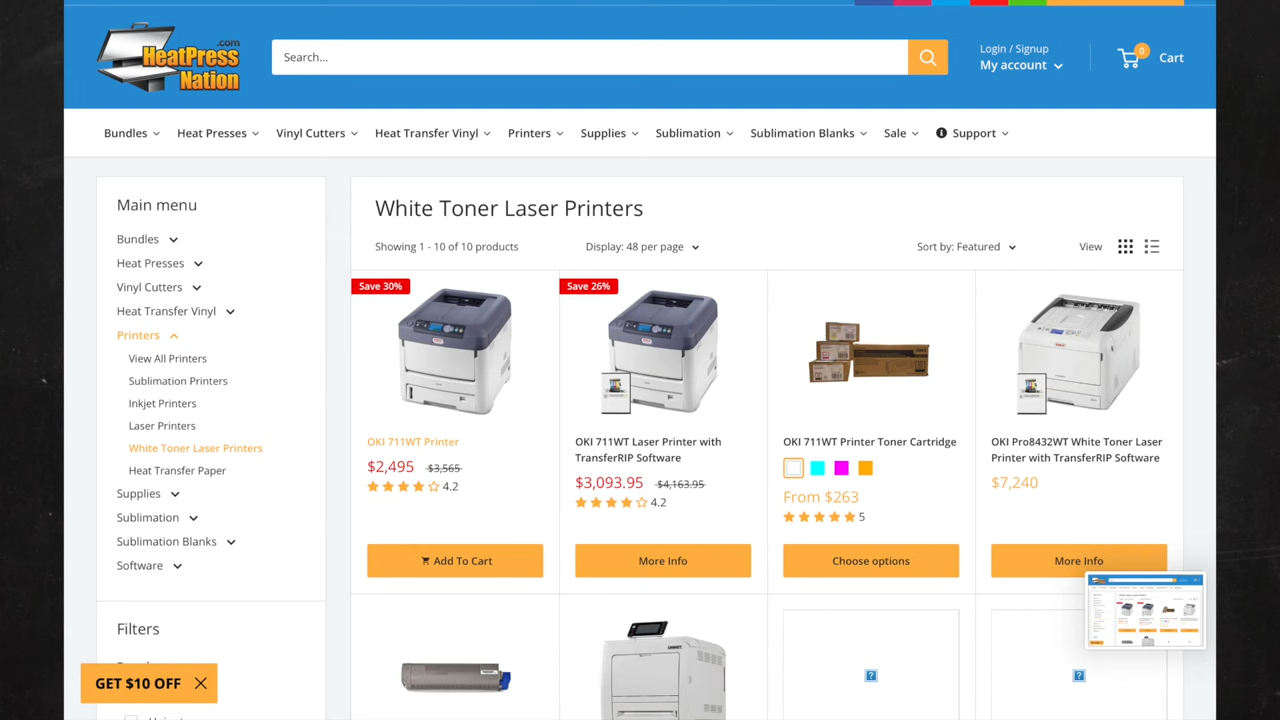 HeatPress
.com
Nation
Search...
Login / Signup
My account
0
Cart
Bundles
Heat Presses
Vinyl Cutters
Heat Transfer Vinyl
Printers
Supplies
Sublimation
Sublimation Blanks
Sale
Support
Main menu
Bundles
Heat Presses
Vinyl Cutters
Heat Transfer Vinyl
Printers
View All Printers
Sublimation Printers
Inkjet Printers
Laser Printers
White Toner Laser Printers
Heat Transfer Paper
Supplies
Sublimation
Sublimation Blanks
Software
Filters
GET $10 OFF
White Toner Laser Printers
Showing 1 - 10 of 10 products
Display: 48 per page
Sort by: Featured
View
Save 30%
OKI 711WT Printer
$2,495 $3,565
4.2
Add To Cart
Save 26%
OKI 711WT Laser Printer with
TransferRIP Software
$3,093.95 $4,163.95
4.2
More Info
OKI 711WT Printer Toner Cartridge
From $263
5
Choose options
OKI Pro8432WT White Toner Laser
Printer with TransferRIP Software
$7,240
More Info